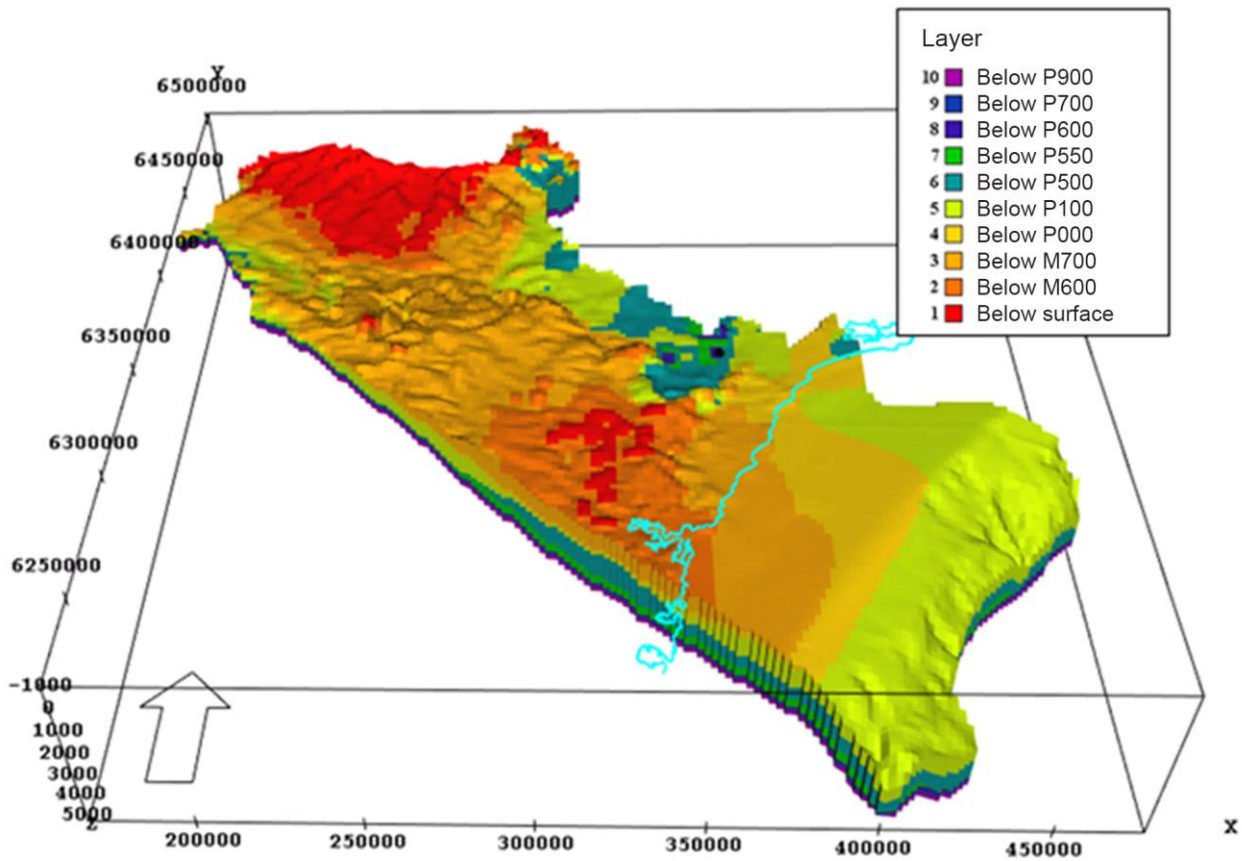 Layer
10 Below P900
9 Below P700
8 Below P600
7 Below P550
6 Below P500
5 Below P100
4 Below P000
3 Below M700
2 Below M600
1 Below surface
Y
6500000
6450000
6400000
6350000
6300000
6250000
-1000
0
1000
2000
3000
4000
5000
Z
200000 250000 300000 350000 400000 450000
X